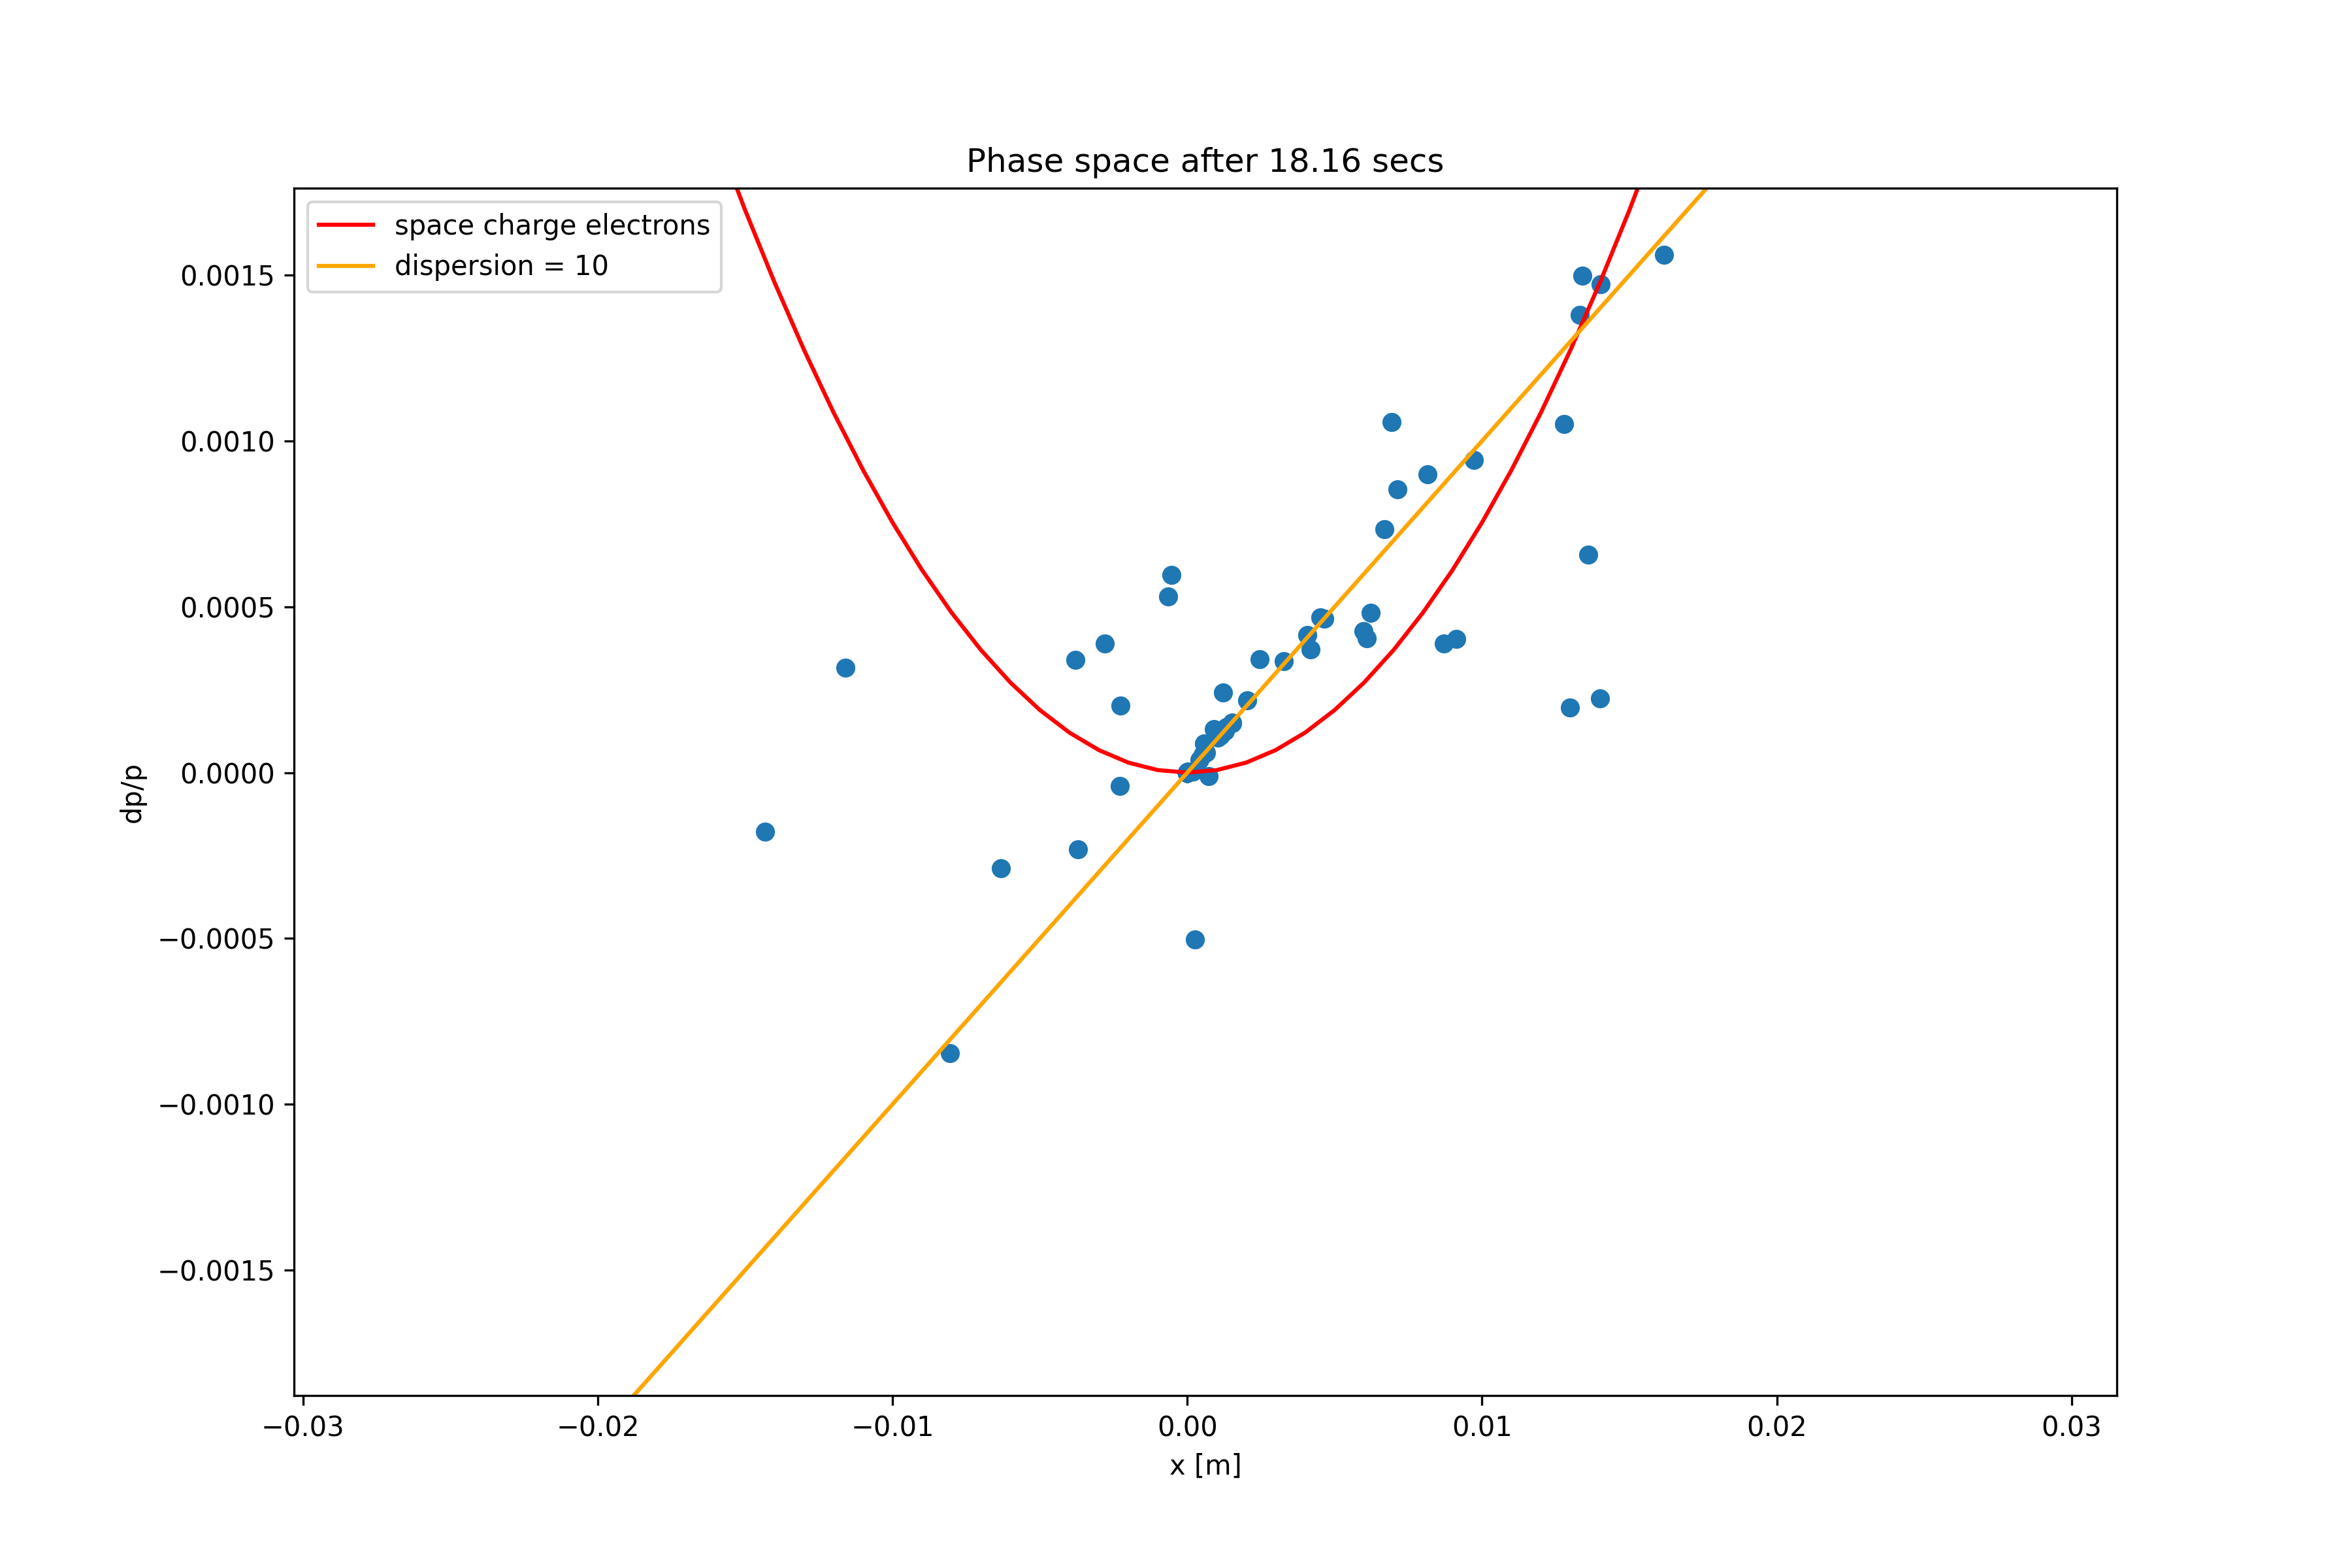 Phase space after 18.16 secs
space charge electrons
dispersion = 10
dp/p
0.0015
0.0010
0.0005
0.0000
−0.0005
−0.0010
−0.0015
−0.03 −0.02 −0.01 0.00 0.01 0.02 0.03
x [m]